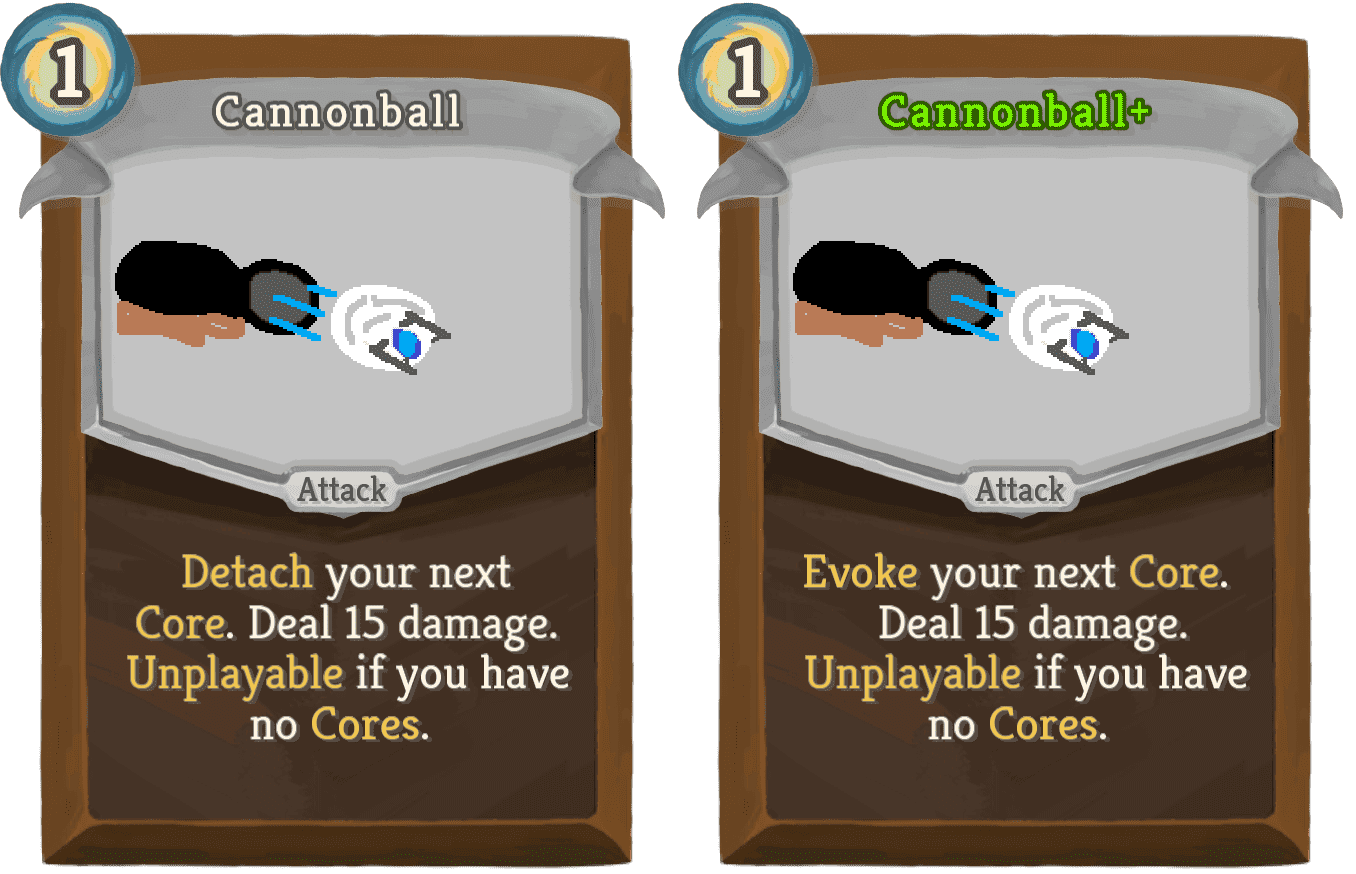 1
Cannonball
Attack
Detach your next
Core. Deal 15 damage.
Unplayable if you have
no Cores.
1
Cannonball+
Attack
Evoke your next Core.
Deal 15 damage.
Unplayable if you have
no Cores.